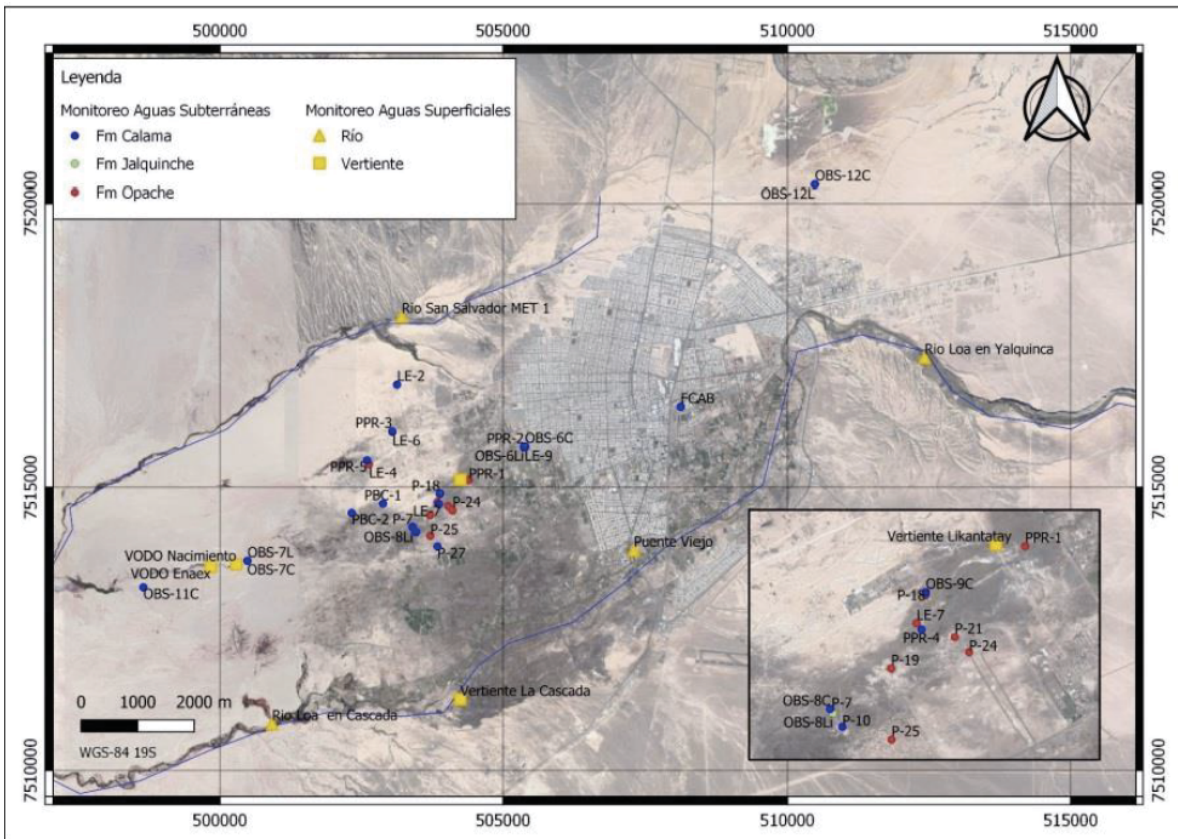 500000
505000
510000
515000
Leyenda
Monitoreo Aguas Subterráneas
Monitoreo Aguas Superficiales
Fm Calama
Río
Fm Jalquinche
Vertiente
Fm Opache
7520000
7520000
OBS-12C
OBS-12L
Rio San Salvador MET 1
Rio Loa en Yalquinca
LE-2
FCAB
PPR-3
LE-6
PPR-2
OBS-6C
OBS-6Li
LE-9
PPR-5
LE-4
PPR-1
7515000
7515000
P-18
PBC-1
P-24
LE-7
PBC-2
P-7
P-25
OBS-8Li
P-27
Puente Viejo
VODO Nacimiento
OBS-7L
OBS-7C
VODO Enaex
OBS-11C
Vertiente Likantatay
PPR-1
OBS-9C
P-18
LE-7
PPR-4
P-21
P-24
P-19
OBS-8C
P-7
OBS-8Li
P-10
P-25
Vertiente La Cascada
Rio Loa en Cascada
0 1000 2000 m
WGS-84 19S
7510000
7510000
500000
505000
510000
515000